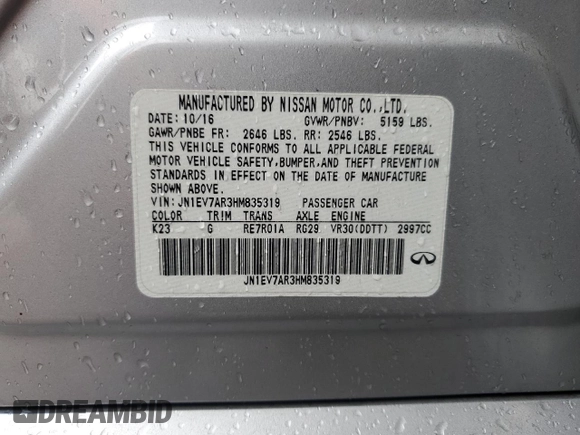 MANUFACTURED BY NISSAN MOTOR CO.,LTD.
DATE: 10/16 GVWR/PNBV: 5159 LBS.
GAWR/PNBE FR: 2646 LBS. RR: 2546 LBS.
THIS VEHICLE CONFORMS TO ALL APPLICABLE FEDERAL
MOTOR VEHICLE SAFETY,BUMPER,AND THEFT PREVENTION
STANDARDS IN EFFECT ON THE DATE OF MANUFACTURE
SHOWN ABOVE.
VIN: JN1EV7AR3HM835319 PASSENGER CAR
COLOR TRIM TRANS AXLE ENGINE
K23 G RE7R01A RG29 VR30(DDTT) 2997CC
JN1EV7AR3HM835319
DREAMBID